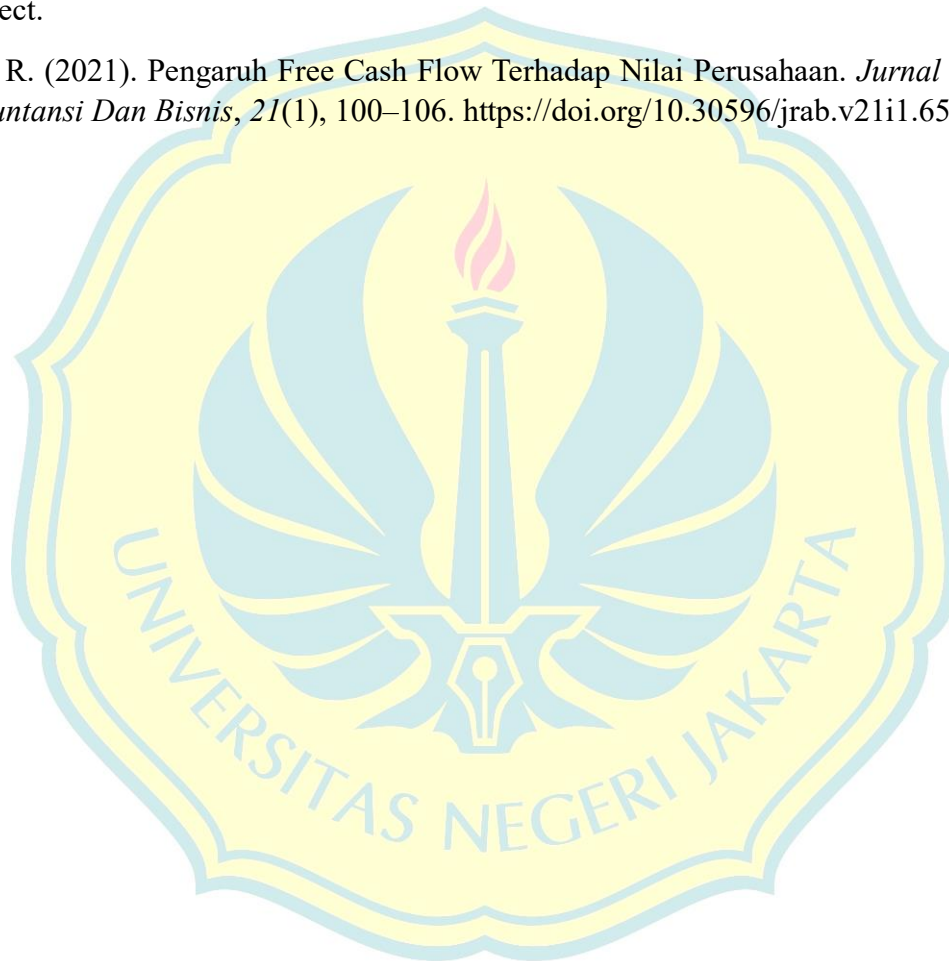 ect.
R. (2021). Pengaruh Free Cash Flow Terhadap Nilai Perusahaan. Jurnal
untansi Dan Bisnis, 21(1), 100–106. https://doi.org/10.30596/jrab.v21i1.65
UNIVERSITAS NEGERI JAKARTA